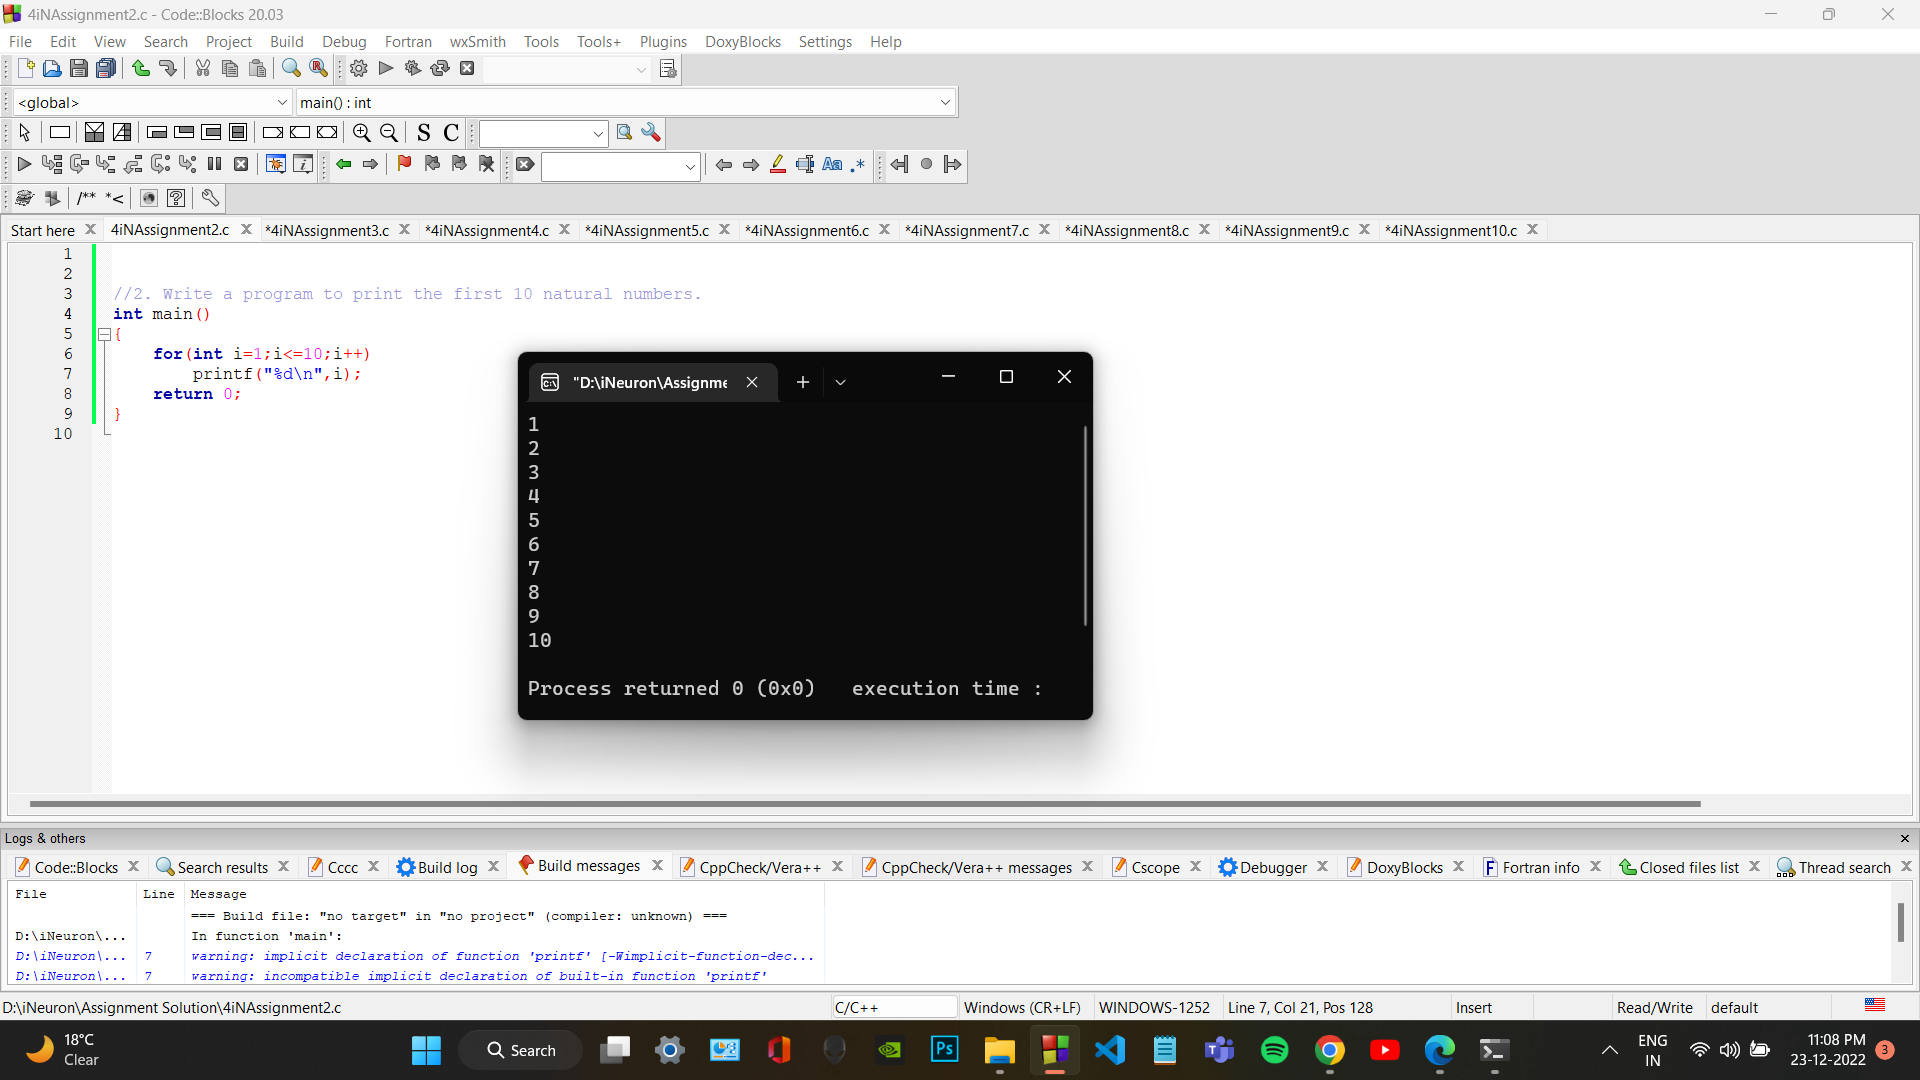 4iNAssignment2.c - Code::Blocks 20.03
File Edit View Search Project Build Debug Fortran wxSmith Tools Tools+ Plugins DoxyBlocks Settings Help
<global> main() : int
S C
Aa .*
/** *<
Start here 4iNAssignment2.c *4iNAssignment3.c *4iNAssignment4.c *4iNAssignment5.c *4iNAssignment6.c *4iNAssignment7.c *4iNAssignment8.c *4iNAssignment9.c *4iNAssignment10.c
1
2
3 //2. Write a program to print the first 10 natural numbers.
4 int main()
5 {
6 for(int i=1;i<=10;i++)
7 printf("%d\n",i);
8 return 0;
9 }
10
"D:\iNeuron\Assignme
1
2
3
4
5
6
7
8
9
10
Process returned 0 (0x0) execution time :
Logs & others
Code::Blocks Search results Cccc Build log Build messages CppCheck/Vera++ CppCheck/Vera++ messages Cscope Debugger DoxyBlocks Fortran info Closed files list Thread search
File Line Message
=== Build file: "no target" in "no project" (compiler: unknown) ===
D:\iNeuron\... In function 'main':
D:\iNeuron\... 7 warning: implicit declaration of function 'printf' [-Wimplicit-function-dec...
D:\iNeuron\... 7 warning: incompatible implicit declaration of built-in function 'printf'
D:\iNeuron\Assignment Solution\4iNAssignment2.c C/C++ Windows (CR+LF) WINDOWS-1252 Line 7, Col 21, Pos 128 Insert Read/Write default
18°C
Clear
Search
Ps
ENG
IN
11:08 PM
23-12-2022
3